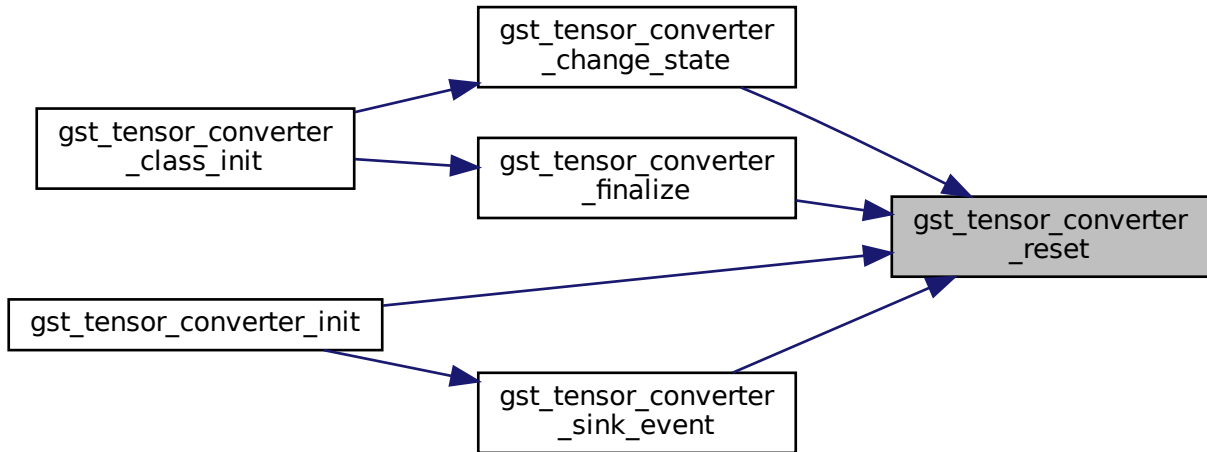 gst_tensor_converter
_change_state
gst_tensor_converter
_class_init
gst_tensor_converter
_finalize
gst_tensor_converter
_reset
gst_tensor_converter_init
gst_tensor_converter
_sink_event